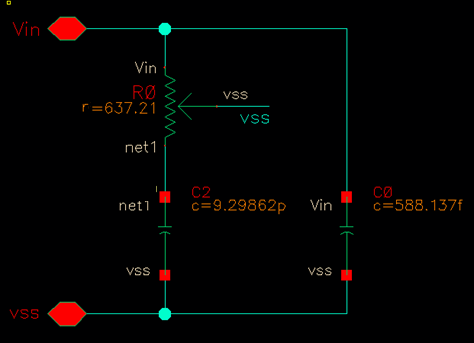 Vin
Vin
R0
r=637.21
vss
vss
net1
net1
C2
c=9.29862p
Vin
C0
c=588.137f
vss
vss
vss